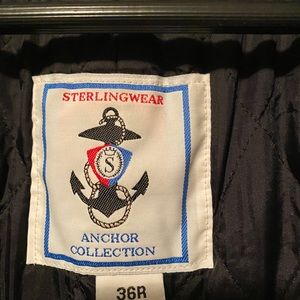 STERLINGWEAR
S
ANCHOR
COLLECTION
36R